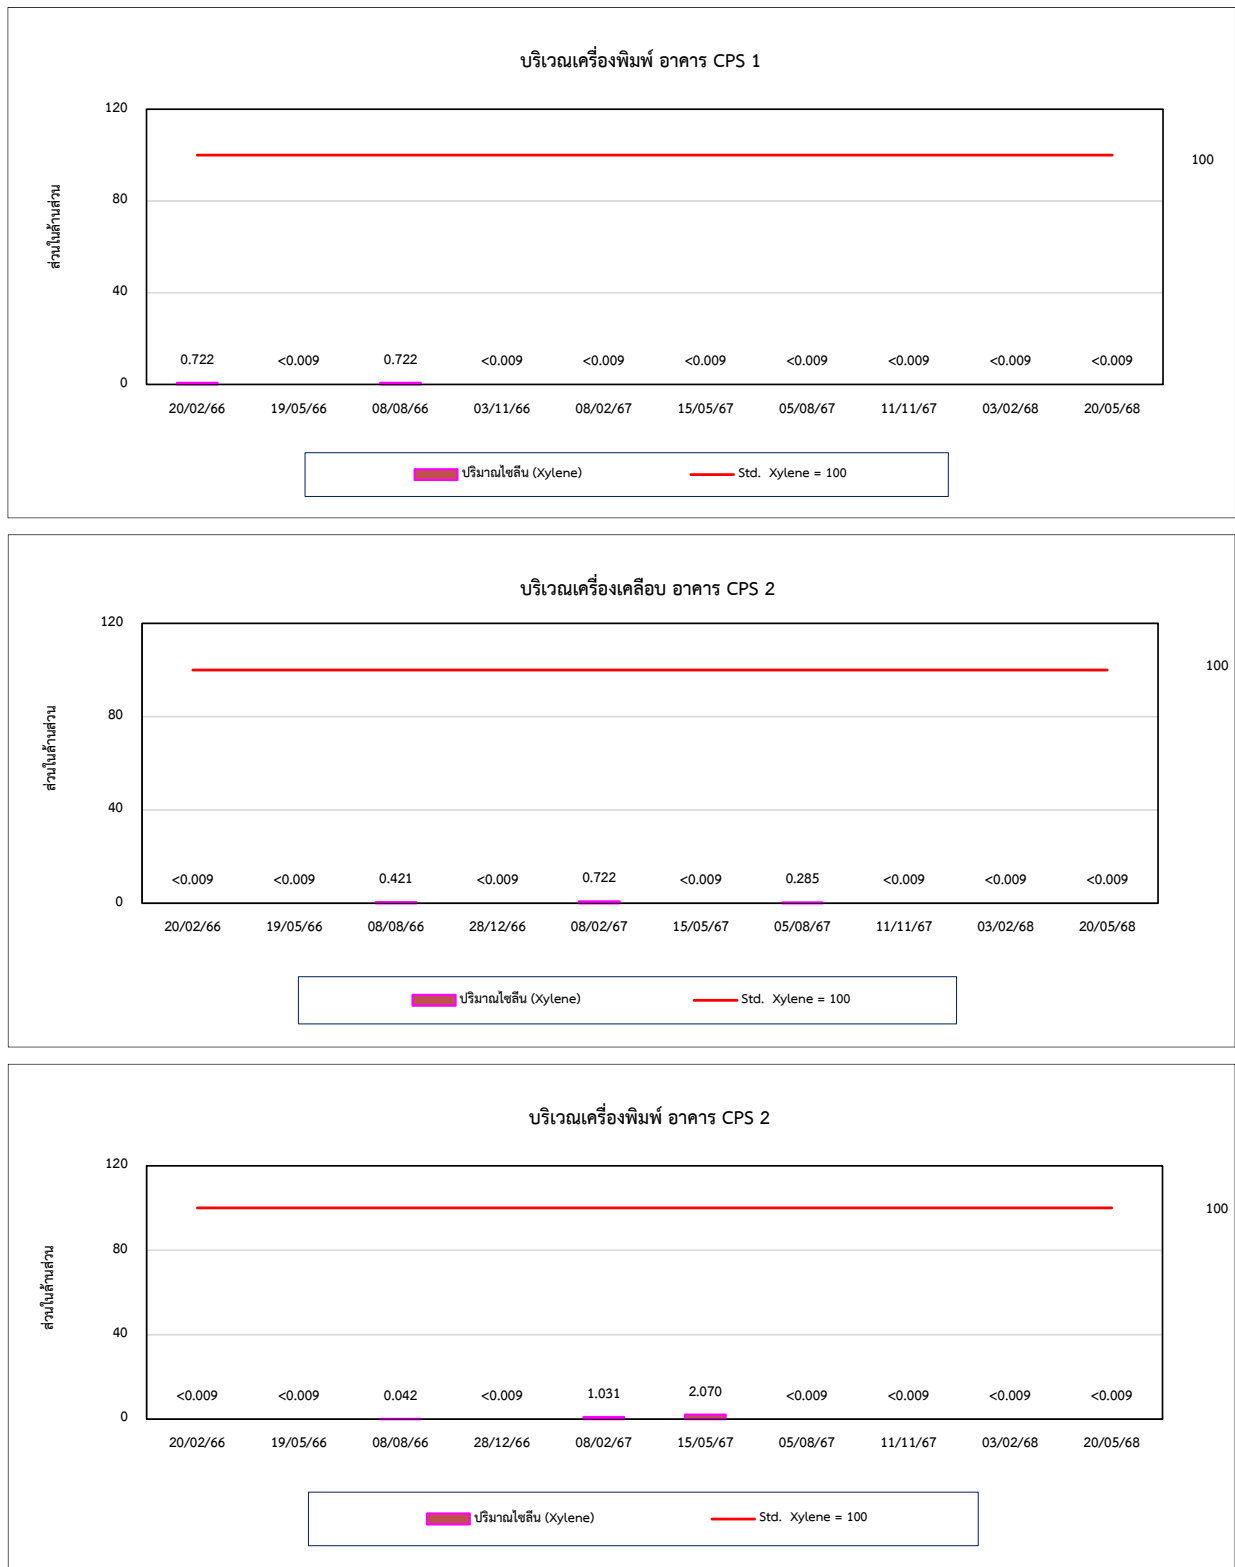 บริเวณเครื่องพิมพ์ อาคาร CPS 1
120
100
80
ส่วนในล้านส่วน
40
0.722 <0.009 0.722 <0.009 <0.009 <0.009 <0.009 <0.009 <0.009 <0.009
0
20/02/66 19/05/66 08/08/66 03/11/66 08/02/67 15/05/67 05/08/67 11/11/67 03/02/68 20/05/68
ปริมาณไซลีน (Xylene) Std. Xylene = 100
บริเวณเครื่องเคลือบ อาคาร CPS 2
120
100
80
ส่วนในล้านส่วน
40
<0.009 <0.009 0.421 <0.009 0.722 <0.009 0.285 <0.009 <0.009 <0.009
0
20/02/66 19/05/66 08/08/66 28/12/66 08/02/67 15/05/67 05/08/67 11/11/67 03/02/68 20/05/68
ปริมาณไซลีน (Xylene) Std. Xylene = 100
บริเวณเครื่องพิมพ์ อาคาร CPS 2
120
100
80
ส่วนในล้านส่วน
40
<0.009 <0.009 0.042 <0.009 1.031 2.070 <0.009 <0.009 <0.009 <0.009
0
20/02/66 19/05/66 08/08/66 28/12/66 08/02/67 15/05/67 05/08/67 11/11/67 03/02/68 20/05/68
ปริมาณไซลีน (Xylene) Std. Xylene = 100